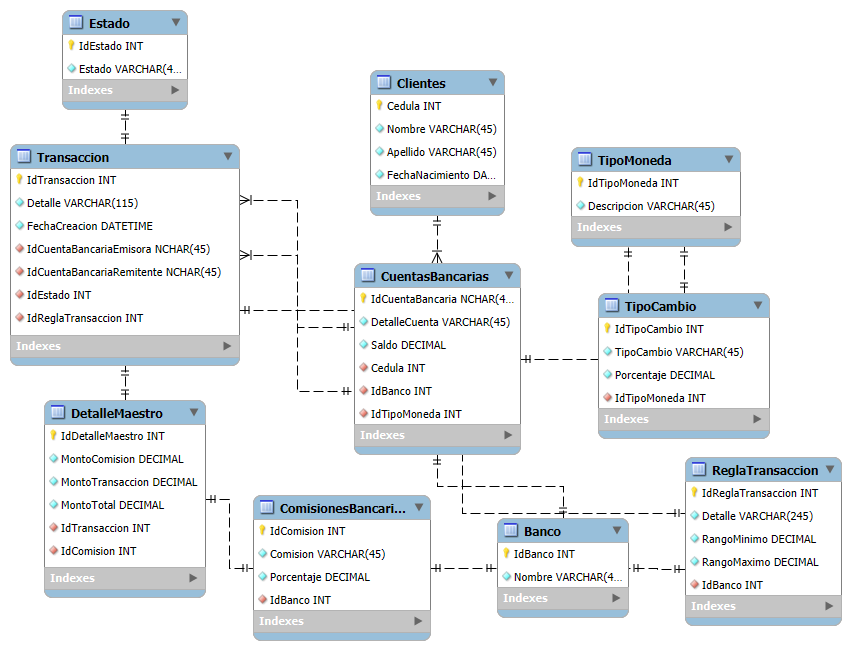 Estado
IdEstado INT
Estado VARCHAR(4...
Indexes
Transaccion
IdTransaccion INT
Detalle VARCHAR(115)
FechaCreacion DATETIME
IdCuentaBancariaEmisora NCHAR(45)
IdCuentaBancariaRemitente NCHAR(45)
IdEstado INT
IdReglaTransaccion INT
Indexes
Clientes
Cedula INT
Nombre VARCHAR(45)
Apellido VARCHAR(45)
FechaNacimiento DA...
Indexes
TipoMoneda
IdTipoMoneda INT
Descripcion VARCHAR(45)
Indexes
CuentasBancarias
IdCuentaBancaria NCHAR(4...
DetalleCuenta VARCHAR(45)
Saldo DECIMAL
Cedula INT
IdBanco INT
IdTipoMoneda INT
Indexes
TipoCambio
IdTipoCambio INT
TipoCambio VARCHAR(45)
Porcentaje DECIMAL
IdTipoMoneda INT
Indexes
DetalleMaestro
IdDetalleMaestro INT
MontoComision DECIMAL
MontoTransaccion DECIMAL
MontoTotal DECIMAL
IdTransaccion INT
IdComision INT
Indexes
ComisionesBancari...
IdComision INT
Comision VARCHAR(45)
Porcentaje DECIMAL
IdBanco INT
Indexes
Banco
IdBanco INT
Nombre VARCHAR(4...
Indexes
ReglaTransaccion
IdReglaTransaccion INT
Detalle VARCHAR(245)
RangoMinimo DECIMAL
RangoMaximo DECIMAL
IdBanco INT
Indexes